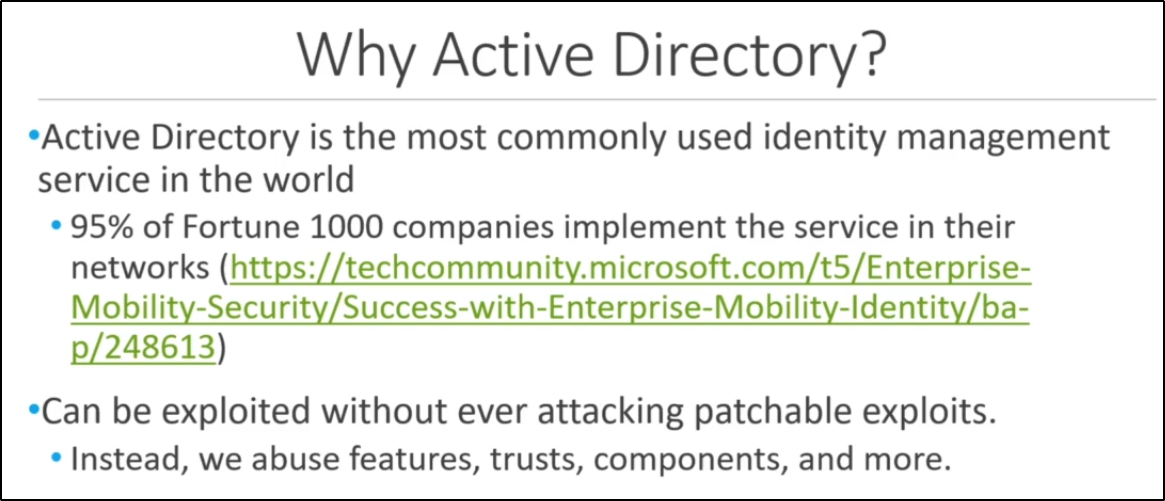 Why Active Directory?
•Active Directory is the most commonly used identity management
service in the world
• 95% of Fortune 1000 companies implement the service in their
networks (https://techcommunity.microsoft.com/t5/Enterprise-
Mobility-Security/Success-with-Enterprise-Mobility-Identity/ba-
p/248613)
•Can be exploited without ever attacking patchable exploits.
• Instead, we abuse features, trusts, components, and more.